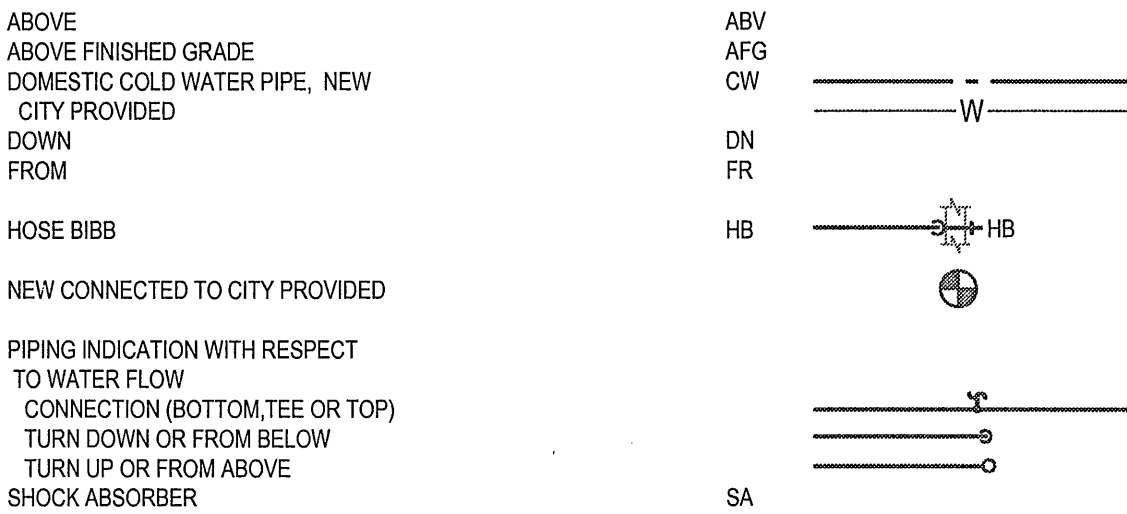 ABOVE ABV
ABOVE FINISHED GRADE AFG
DOMESTIC COLD WATER PIPE, NEW CW
CITY PROVIDED W
DOWN DN
FROM FR
HOSE BIBB HB HB
NEW CONNECTED TO CITY PROVIDED
PIPING INDICATION WITH RESPECT
TO WATER FLOW
CONNECTION (BOTTOM,TEE OR TOP)
TURN DOWN OR FROM BELOW
TURN UP OR FROM ABOVE
SHOCK ABSORBER SA